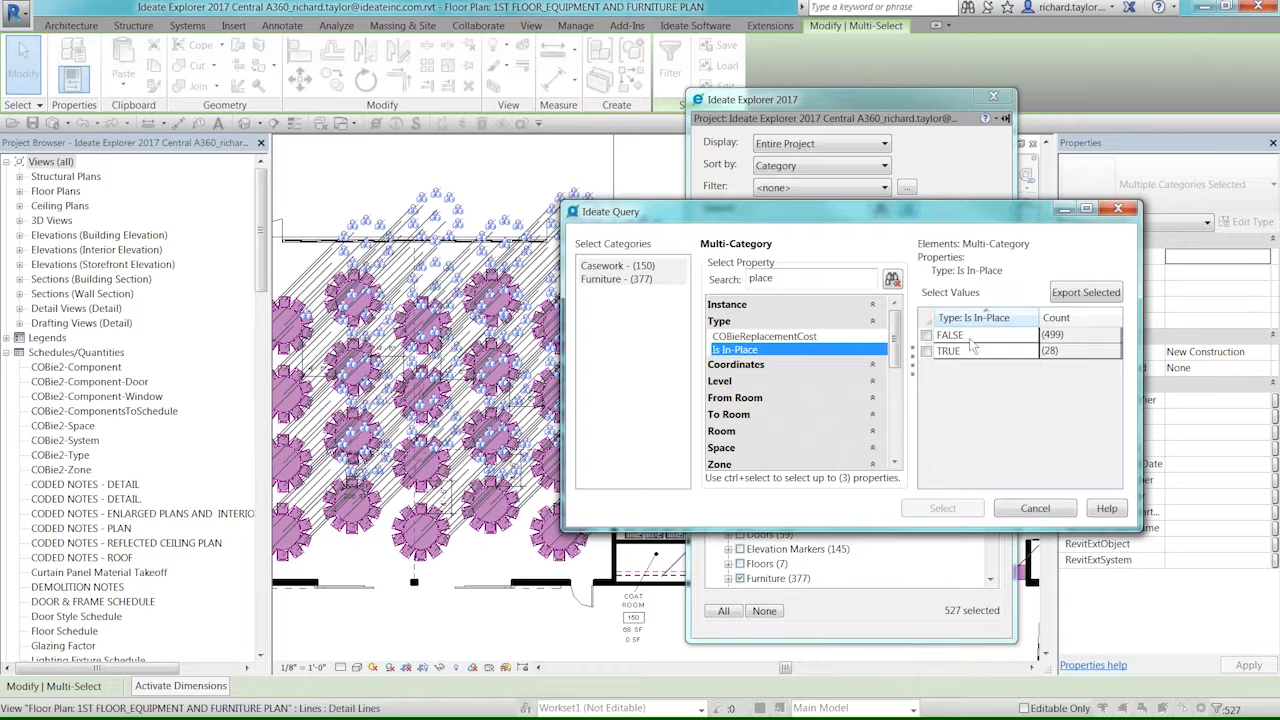 Ideate Explorer 2017 Central A360_richard.taylor@ideateinc.com.rvt - Floor Plan: 1ST FLOOR_EQUIPMENT AND FURNITURE PLAN
Type a keyword or phrase
richard.taylor...
Architecture Structure Systems Insert Annotate Analyze Massing & Site Collaborate View Manage Add-Ins Ideate Software Extensions Modify | Multi-Select
Modify
Paste
Cope
Cut
Join
Filter
Save
Load
Edit
Select Properties Clipboard Geometry Modify View Measure Create
Project Browser - Ideate Explorer 2017 Central A360_richar...
Views (all)
Structural Plans
Floor Plans
Ceiling Plans
3D Views
Elevations (Building Elevation)
Elevations (Interior Elevation)
Elevations (Storefront Elevation)
Sections (Building Section)
Sections (Wall Section)
Detail Views (Detail)
Drafting Views (Detail)
Legends
Schedules/Quantities
COBie2-Component
COBie2-Component-Door
COBie2-Component-Window
COBie2-ComponentsToSchedule
COBie2-Space
COBie2-System
COBie2-Type
COBie2-Zone
CODED NOTES - DETAIL
CODED NOTES - DETAIL.
CODED NOTES - ENLARGED PLANS AND INTERIO
CODED NOTES - PLAN
CODED NOTES - REFLECTED CEILING PLAN
CODED NOTES - ROOF
Curtain Panel Material Takeoff
DEMOLITION NOTES
DOOR & FRAME SCHEDULE
Door Style Schedule
Floor Schedule
Glazing Factor
Lighting Fixture Schedule
Ideate Explorer 2017
Project: Ideate Explorer 2017 Central A360_richard.taylor@...
Display: Entire Project
Sort by: Category
Filter: <none> ...
Ideate Query
Select Categories
Casework - (150)
Furniture - (377)
Multi-Category
Select Property
Search: place
Instance
Type
COBieReplacementCost
Is In-Place
Coordinates
Level
From Room
To Room
Room
Space
Zone
Use ctrl+select to select up to (3) properties.
Elements: Multi-Category
Properties:
Type: Is In-Place
Select Values
Export Selected
Type: Is In-Place Count
FALSE (499)
TRUE (28)
Select Cancel Help
Doors (59)
Elevation Markers (145)
Floors (7)
Furniture (377)
All None 527 selected
COAT
ROOM
150
68 SF
0 SF
Properties
Multiple Categories Selected
Edit Type
New Construction
None
RevitExtObject
RevitExtSystem
Properties help
Apply
1/8" = 1'-0"
Modify | Multi-Select Activate Dimensions
View "Floor Plan: 1ST FLOOR_EQUIPMENT AND FURNITURE PLAN" : Lines : Detail Lines
Workset1 (Not Editable)
:0
Main Model
Editable Only
:527